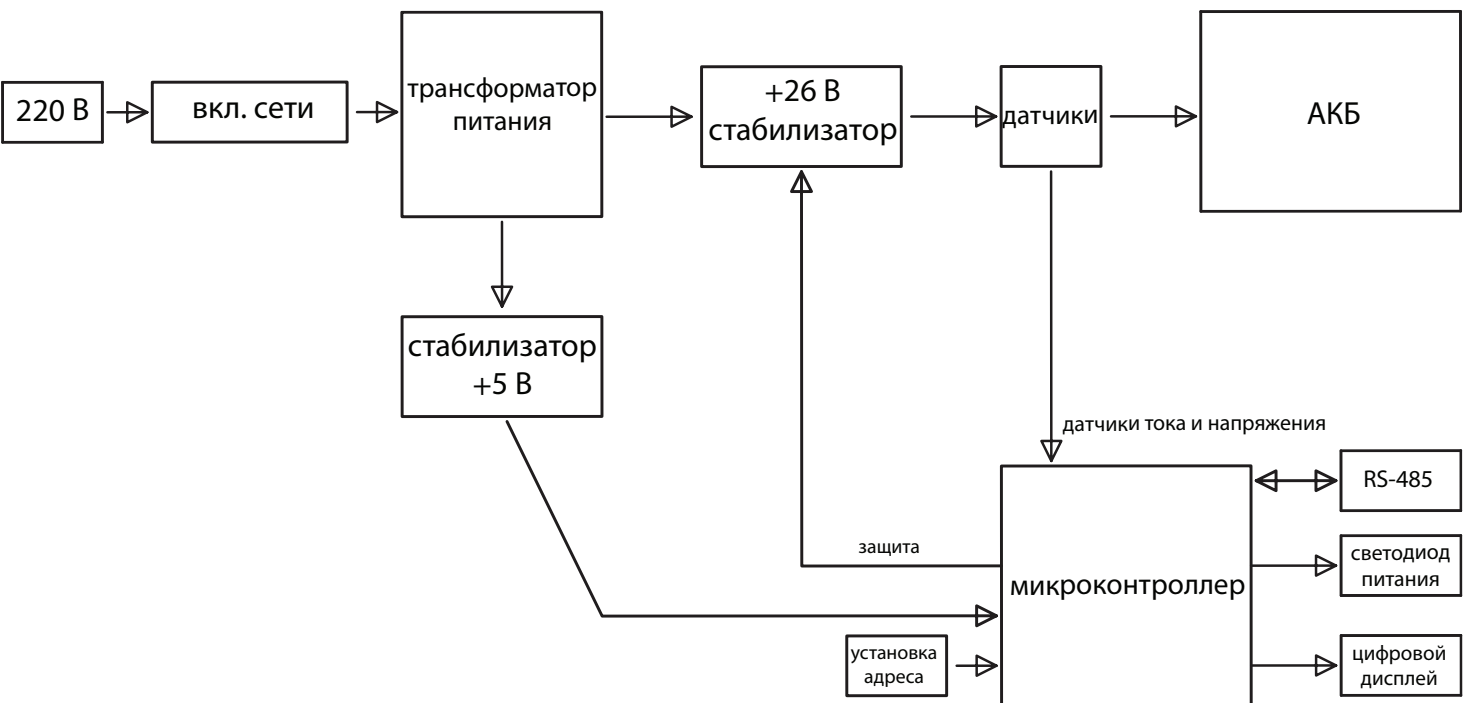 220 В
вкл. сети
трансформатор
питания
+26 В
стабилизатор
датчики
АКБ
стабилизатор
+5 В
датчики тока и напряжения
RS-485
защита
светодиод
питания
микроконтроллер
установка
адреса
цифровой
дисплей